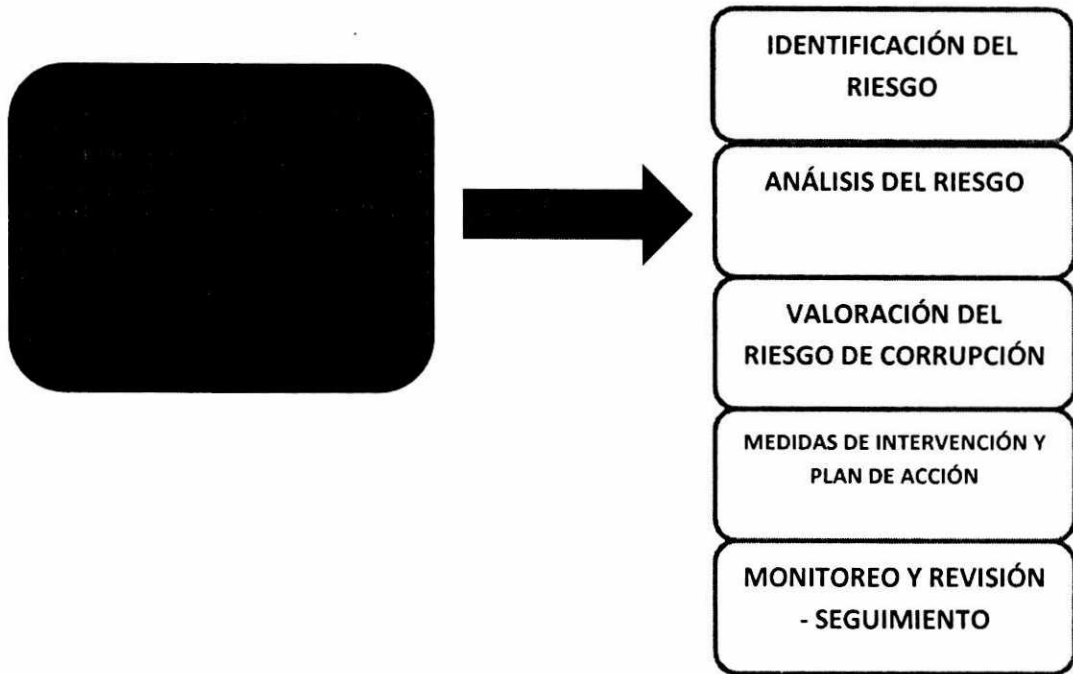 IDENTIFICACIÓN DEL
RIESGO
ANÁLISIS DEL RIESGO
VALORACIÓN DEL
RIESGO DE CORRUPCIÓN
MEDIDAS DE INTERVENCIÓN Y
PLAN DE ACCIÓN
MONITOREO Y REVISIÓN
- SEGUIMIENTO